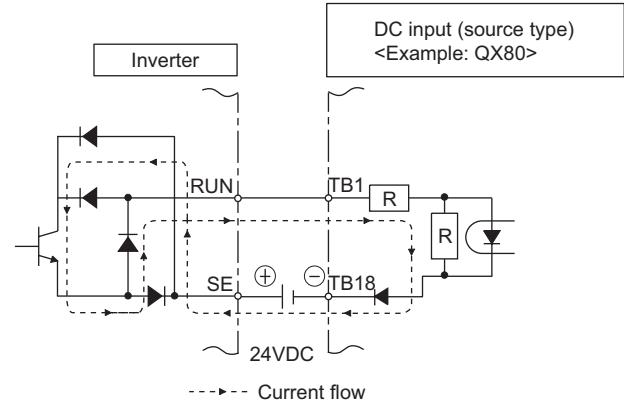 DC input (source type)
<Example: QX80>
Inverter
RUN
TB1
R
R
SE
+
−
TB18
24VDC
Current flow